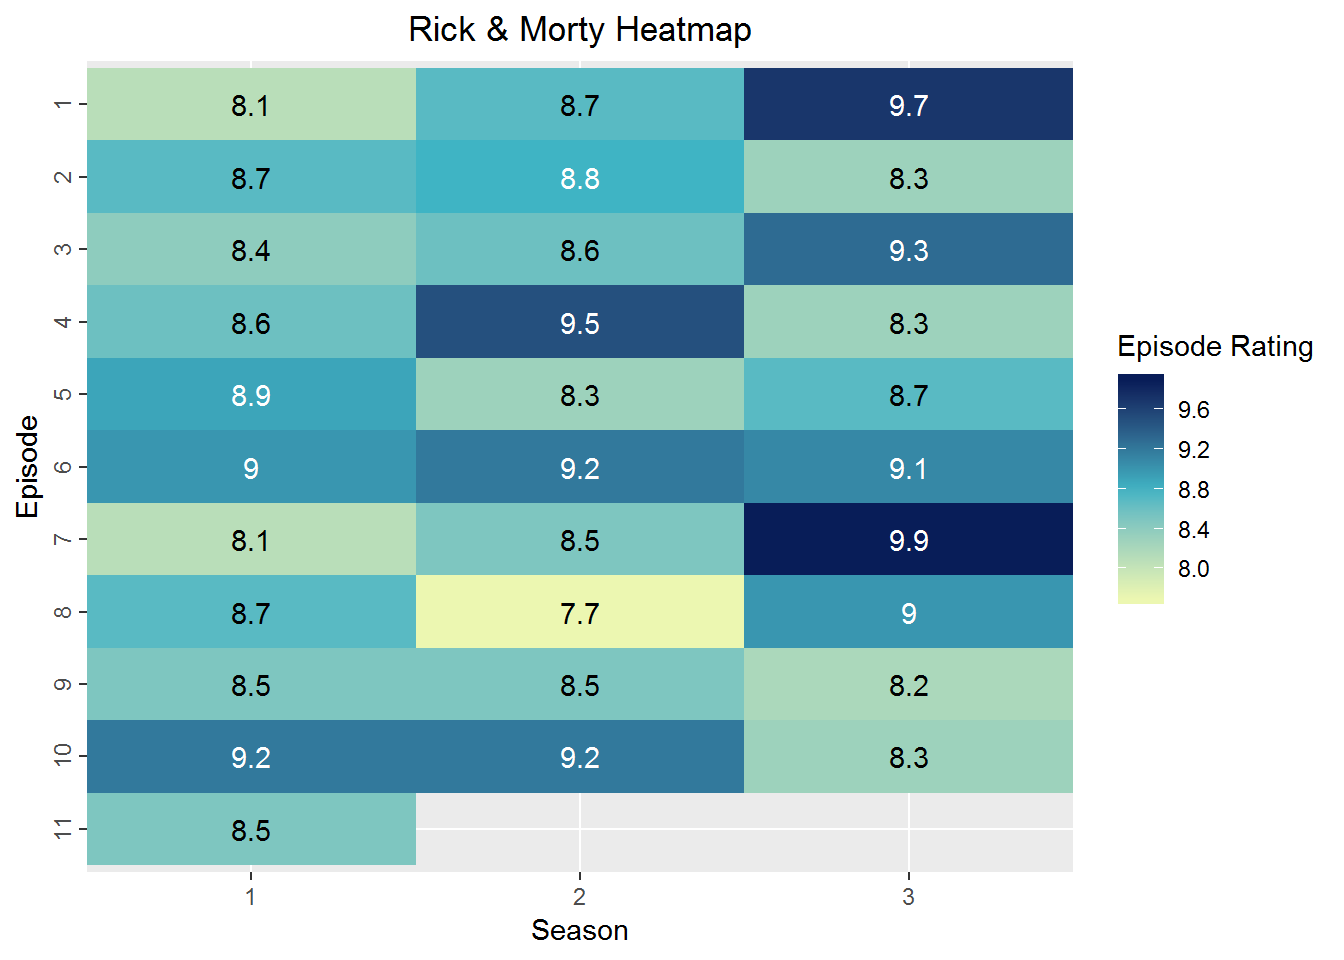 Rick & Morty Heatmap
1 8.1 8.7 9.7
2 8.7 8.8 8.3
3 8.4 8.6 9.3
4 8.6 9.5 8.3
5 8.9 8.3 8.7
6 9 9.2 9.1
7 8.1 8.5 9.9
8 8.7 7.7 9
9 8.5 8.5 8.2
10 9.2 9.2 8.3
11 8.5
Episode
1 2 3
Season
Episode Rating
9.6
9.2
8.8
8.4
8.0